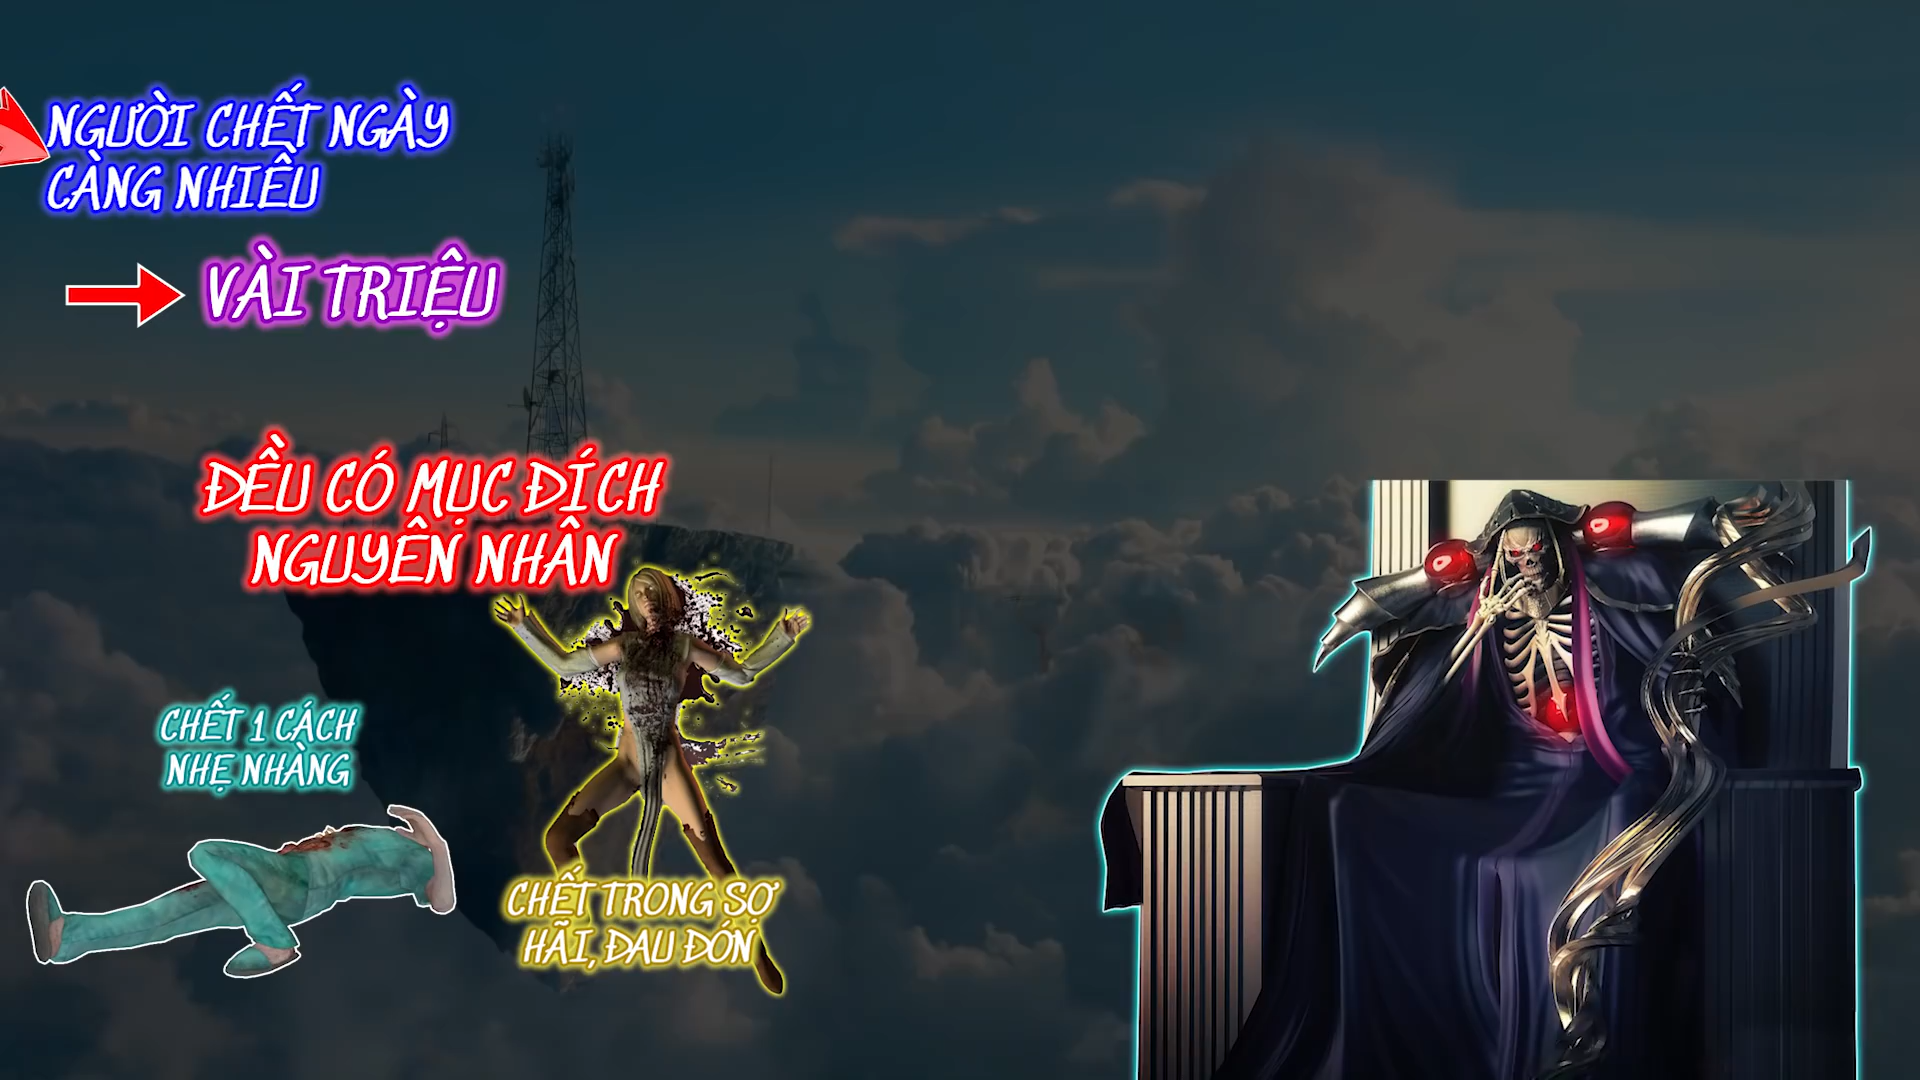 NGƯỜI CHẾT NGÀY
CÀNG NHIỀU
VÀI TRIỆU
ĐỀU CÓ MỤC ĐÍCH
NGUYÊN NHÂN
CHẾT 1 CÁCH
NHẸ NHÀNG
CHẾT TRONG SỢ
HÃI, ĐAU ĐỚN